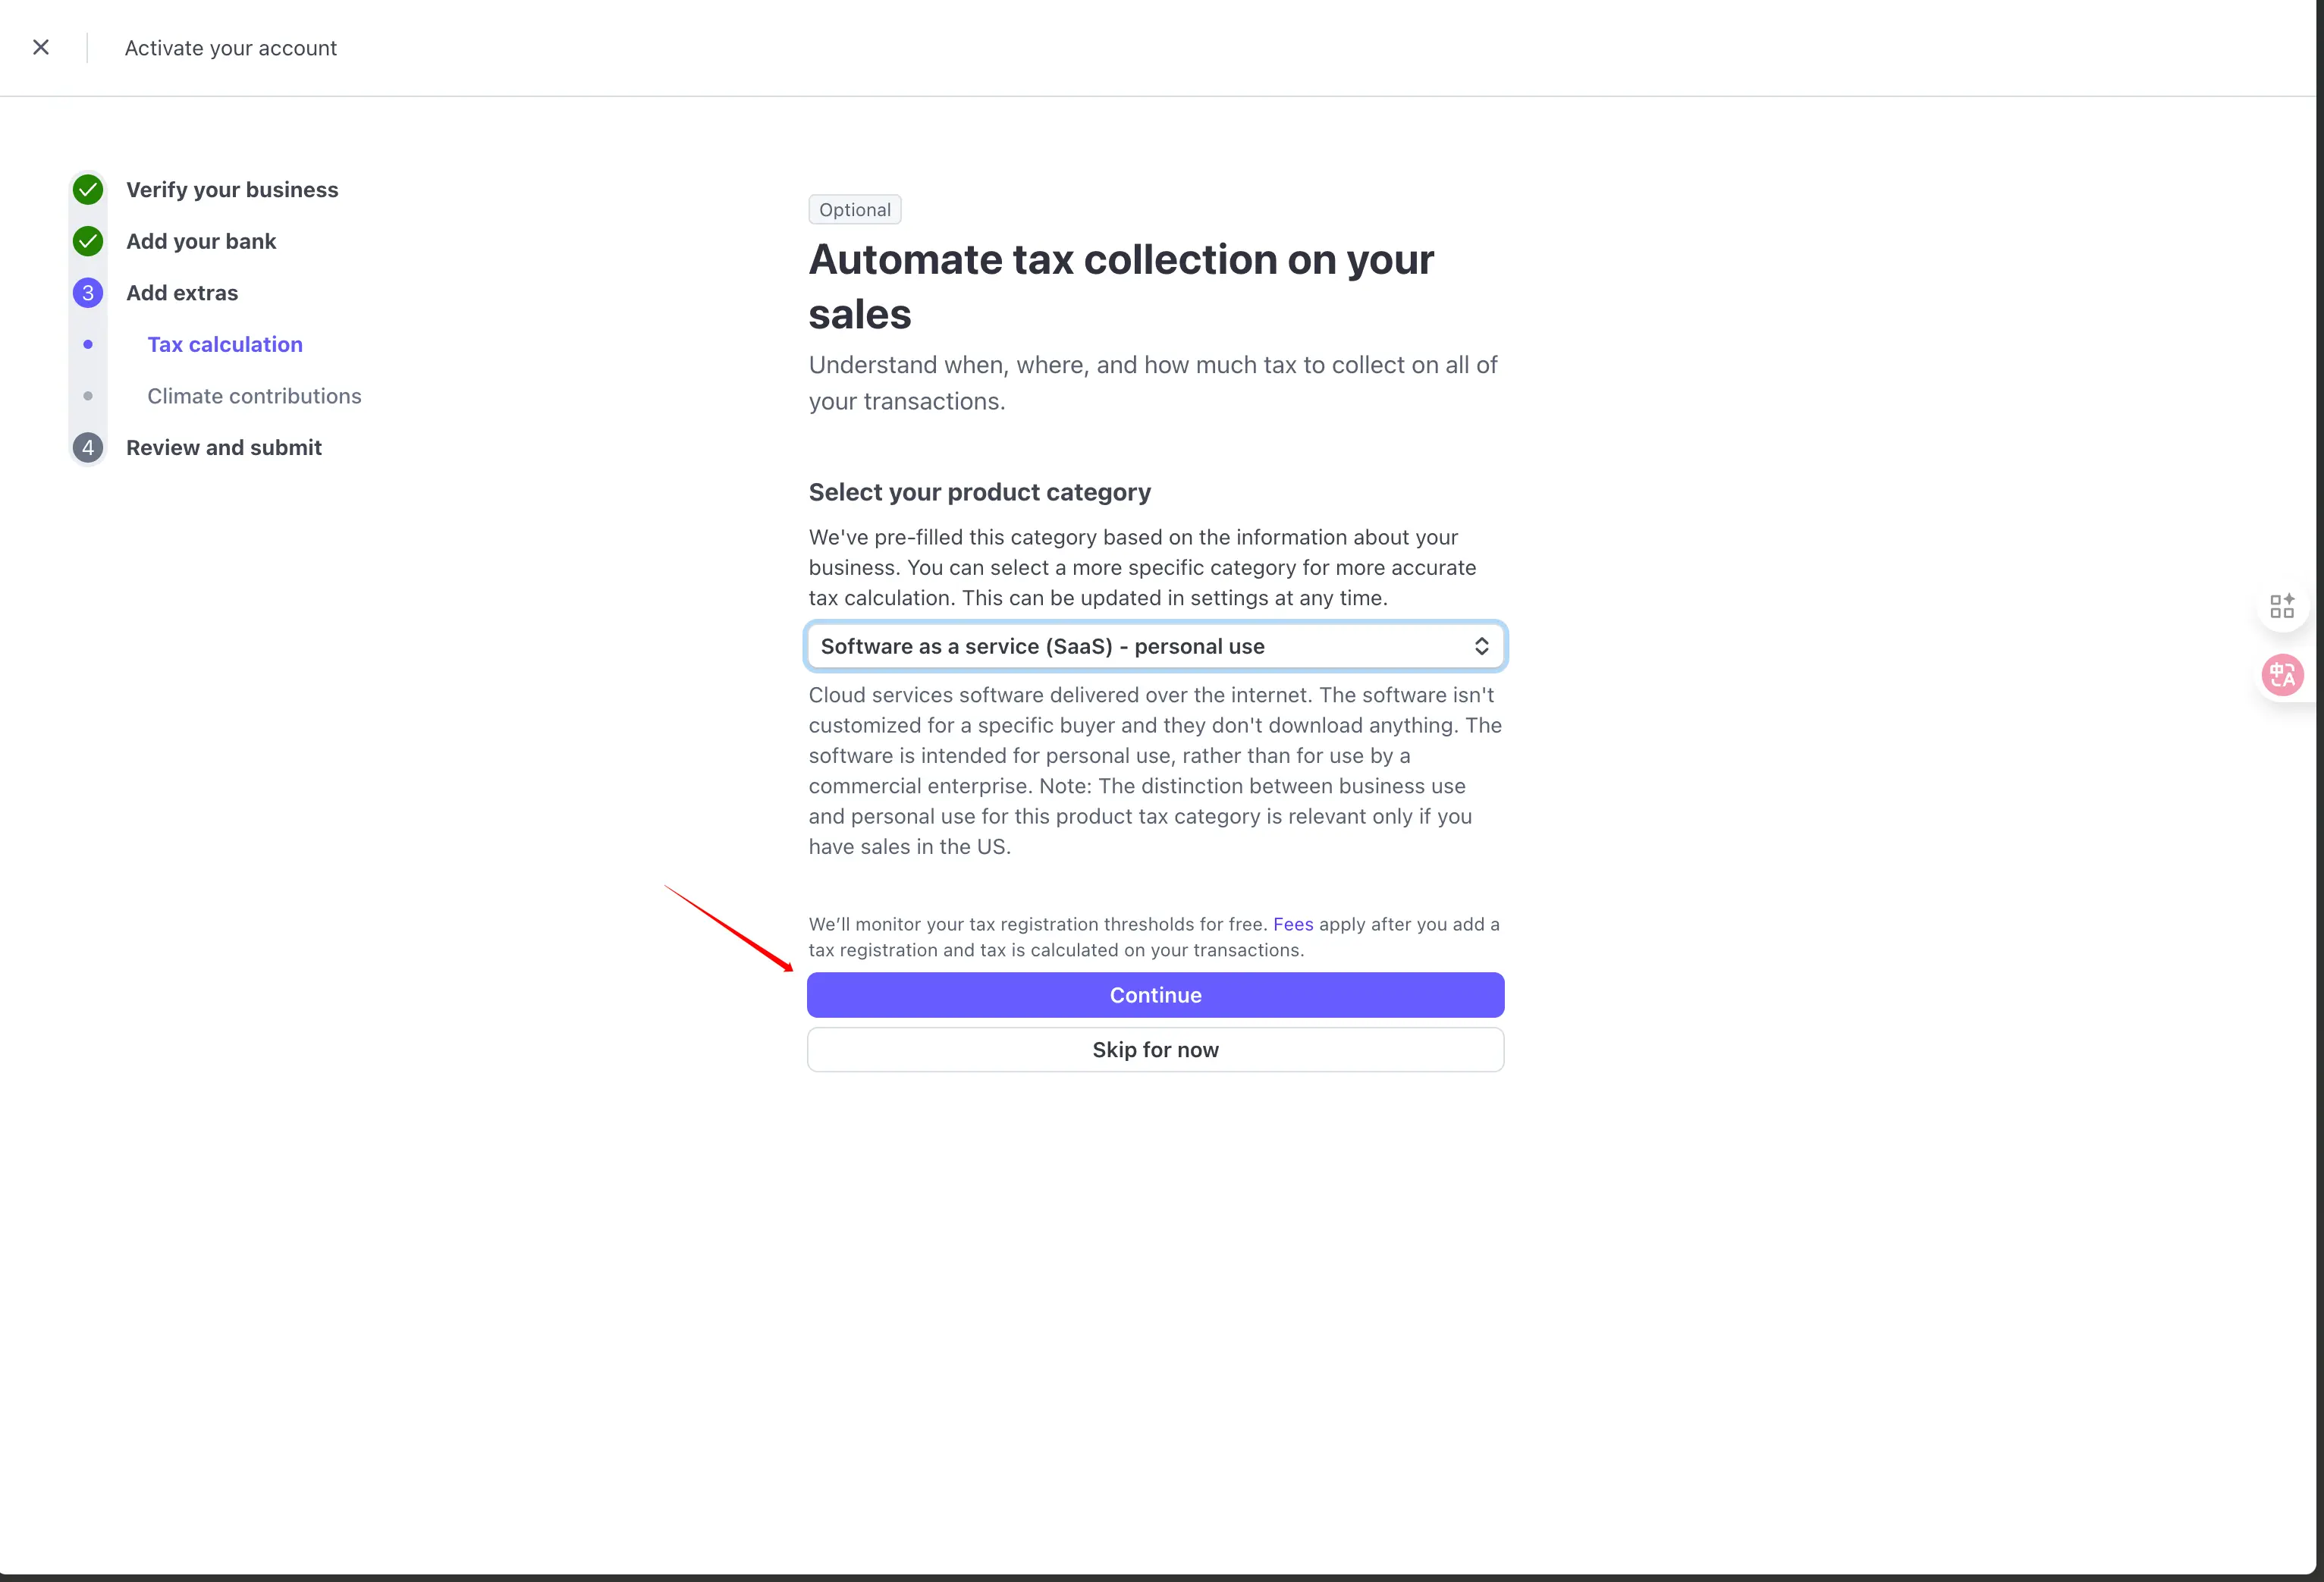 Activate your account
Verify your business
Add your bank
3
Add extras
Tax calculation
Climate contributions
4
Review and submit
Optional
Automate tax collection on your
sales
Understand when, where, and how much tax to collect on all of
your transactions.
Select your product category
We've pre-filled this category based on the information about your
business. You can select a more specific category for more accurate
tax calculation. This can be updated in settings at any time.
Software as a service (SaaS) - personal use
Cloud services software delivered over the internet. The software isn't
customized for a specific buyer and they don't download anything. The
software is intended for personal use, rather than for use by a
commercial enterprise. Note: The distinction between business use
and personal use for this product tax category is relevant only if you
have sales in the US.
We’ll monitor your tax registration thresholds for free. Fees apply after you add a
tax registration and tax is calculated on your transactions.
Continue
Skip for now
中A